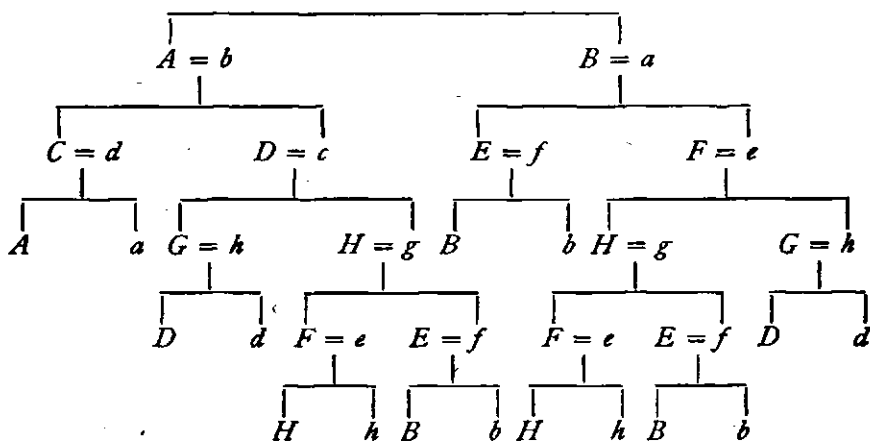 A = b B = a
C = d D = c E = f F = e
A a G = h H = g B b H = g G = h
D d F = e E = f F = e E = f D d
H h B b H h B b